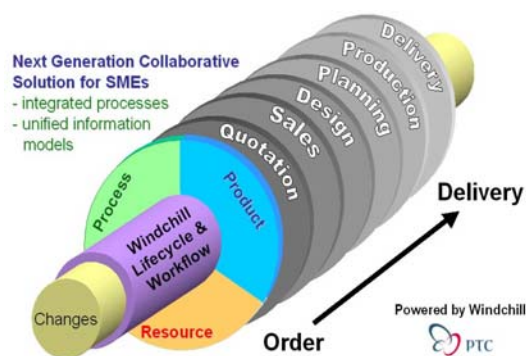 Next Generation Collaborative
Solution for SMEs
- integrated processes
- unified information
models
Delivery
Production
Planning
Design
Sales
Quotation
Process
Product
Windchill
Lifecycle &
Workflow
Changes
Resource
Delivery
Order
Powered by Windchill
PTC